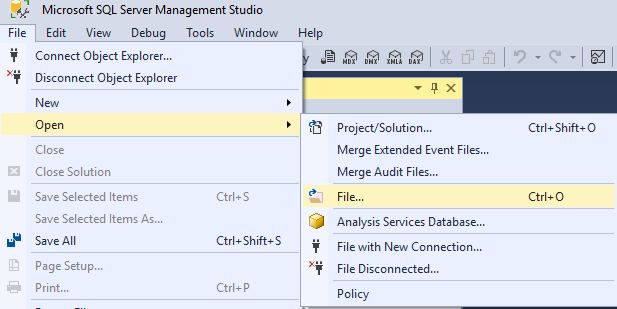 Microsoft SQL Server Management Studio
File Edit View Debug Tools Window Help
MDX DMX XMLA DAX
Connect Object Explorer...
Disconnect Object Explorer
New
Open
Close
Close Solution
Save Selected Items Ctrl+S
Save Selected Items As...
Save All Ctrl+Shift+S
Page Setup...
Print... Ctrl+P
Project/Solution... Ctrl+Shift+O
Merge Extended Event Files...
Merge Audit Files...
File... Ctrl+O
Analysis Services Database...
File with New Connection...
File Disconnected...
Policy